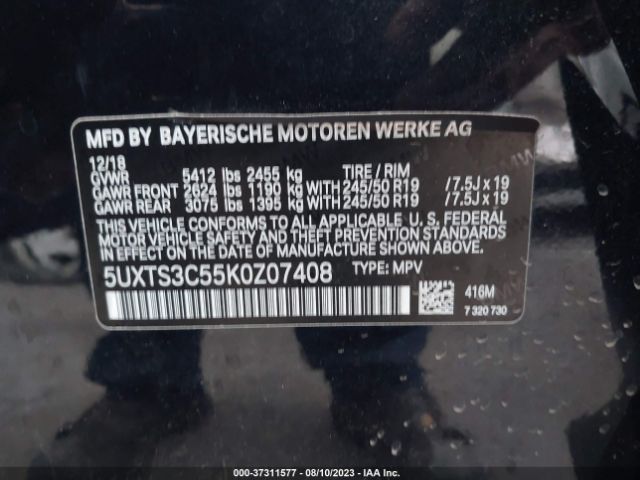 MFD BY BAYERISCHE MOTOREN WERKE AG
12/18
GVWR 5412 lbs 2455 kg TIRE / RIM
GAWR FRONT 2624 lbs 1190 kg WITH 245/50 R19 / 7.5J x 19
GAWR REAR 3075 lbs 1395 kg WITH 245/50 R19 / 7.5J x 19
THIS VEHICLE CONFORMS TO ALL APPLICABLE U. S. FEDERAL
MOTOR VEHICLE SAFETY AND THEFT PREVENTION STANDARDS
IN EFFECT ON THE DATE OF MANUFACTURE SHOWN ABOVE.
5UXTS3C55K0Z07408 TYPE: MPV
416M
7 320 730
000-37311577 - 08/10/2023 - IAA Inc.